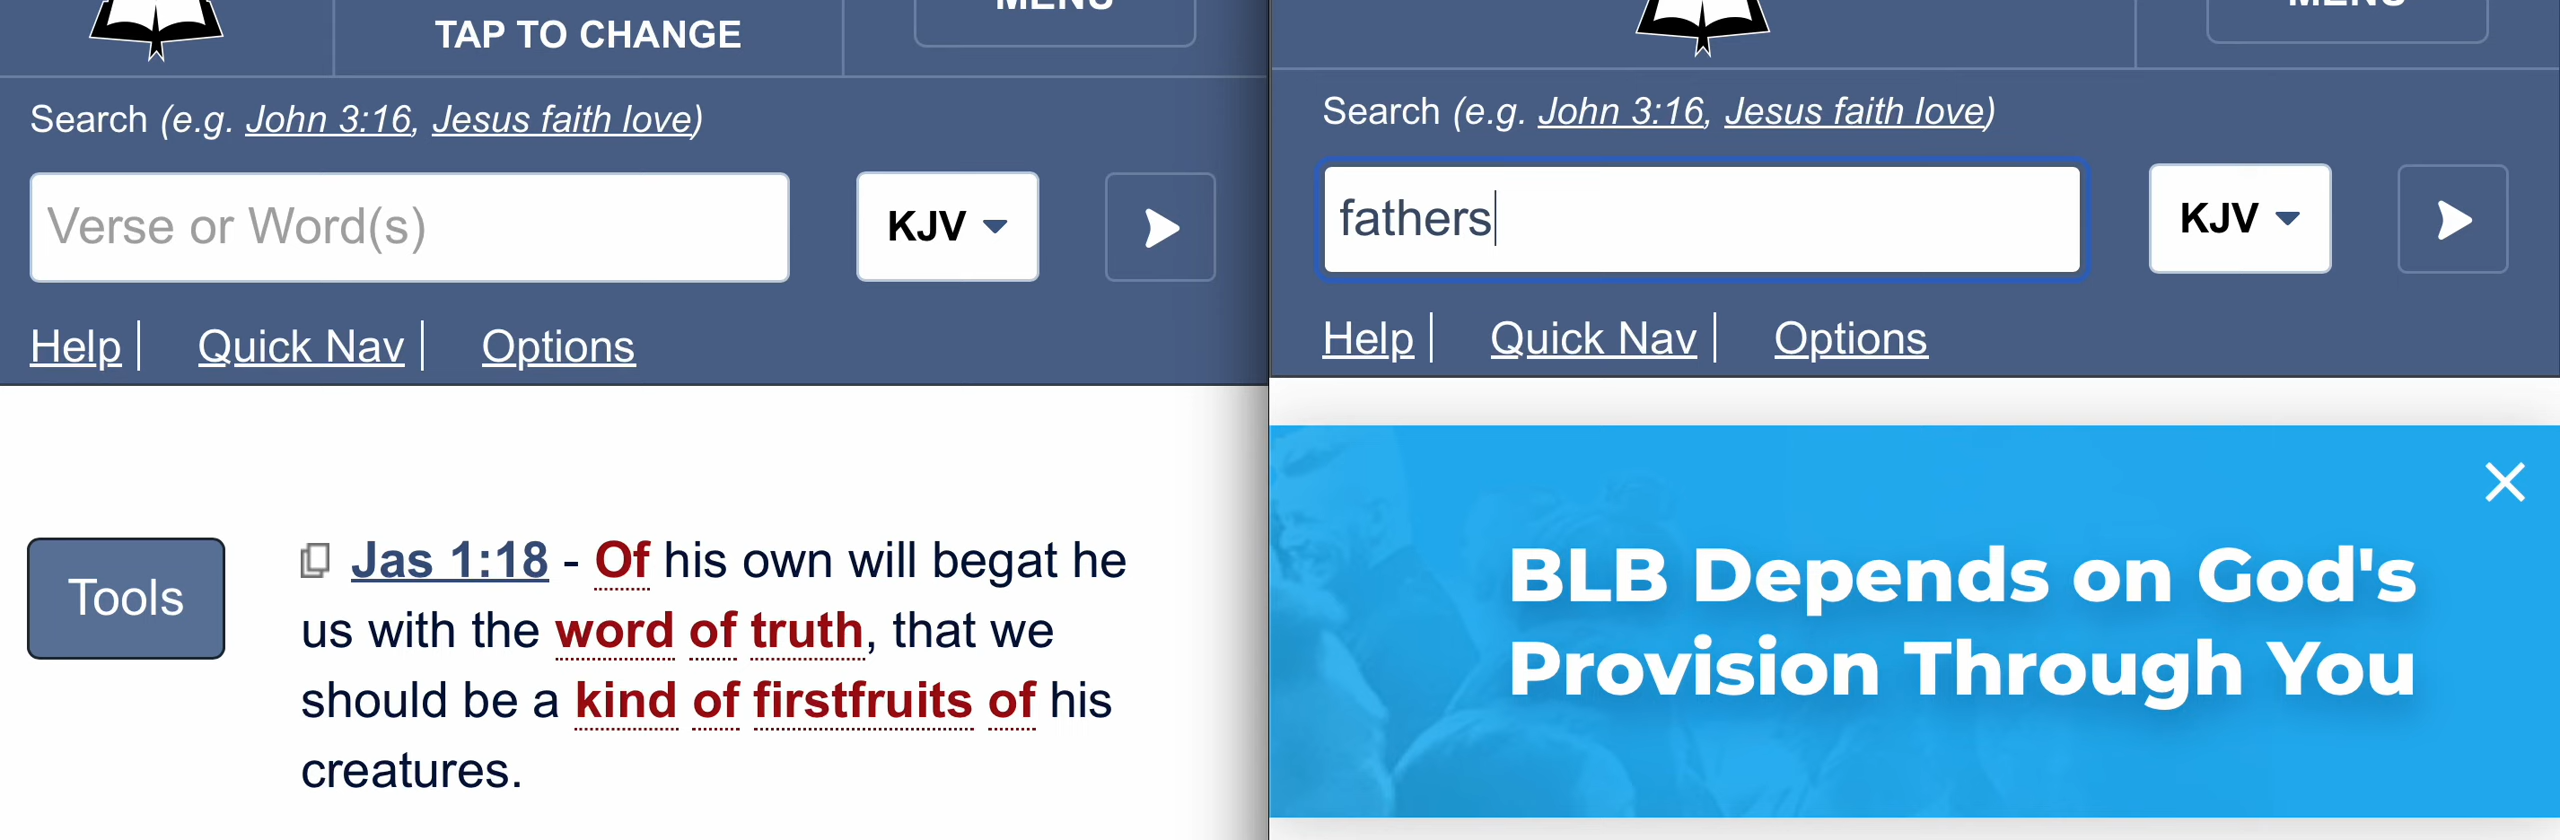 TAP TO CHANGE
MENU
Search (e.g. John 3:16, Jesus faith love)
Verse or Word(s)
KJV
Help
Quick Nav
Options
Tools
Jas 1:18 - Of his own will begat he
us with the word of truth, that we
should be a kind of firstfruits of his
creatures.
MENU
Search (e.g. John 3:16, Jesus faith love)
fathers
KJV
Help
Quick Nav
Options
BLB Depends on God's
Provision Through You